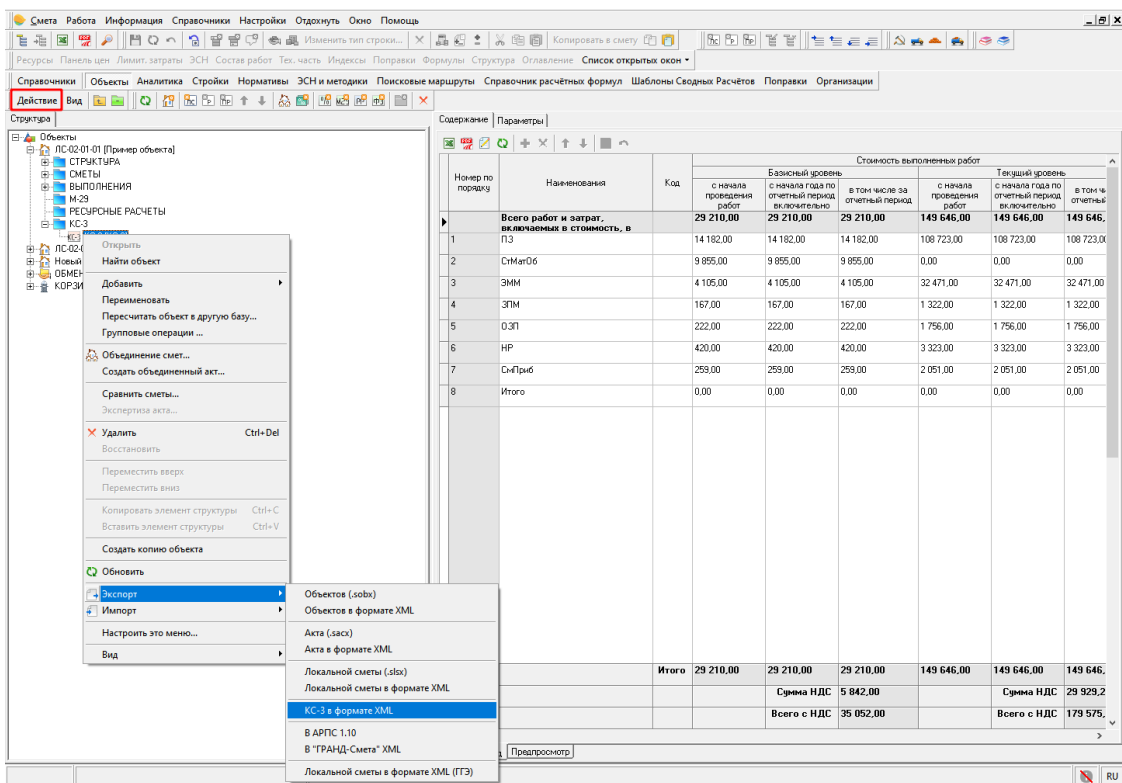 Смета Работа Информация Справочники Настройки Отдохнуть Окно Помощь
Изменить тип строки... Копировать в смету
Ресурсы Панель цен Лимит. затраты ЭСН Состав работ Тех. часть Индексы Поправки Формулы Структура Оглавление Список открытых окон
Справочники Объекты Аналитика Стройки Нормативы ЭСН и методики Поисковые маршруты Справочник расчётных формул Шаблоны Сводных Расчётов Поправки Организации
Действие Вид
Структура
Объекты
ЛС-02-01-01 [Пример объекта]
СТРУКТУРА
СМЕТЫ
ВЫПОЛНЕНИЯ
М-29
РЕСУРСНЫЕ РАСЧЕТЫ
КС-3
ЛС-02-
Новый
ОБМЕН
КОРЗИ
Открыть
Найти объект
Добавить
Переименовать
Пересчитать объект в другую базу...
Групповые операции ...
Объединение смет...
Создать объединенный акт...
Сравнить сметы...
Экспертиза акта...
Удалить Ctrl+Del
Восстановить
Переместить вверх
Переместить вниз
Копировать элемент структуры Ctrl+C
Вставить элемент структуры Ctrl+V
Создать копию объекта
Обновить
Экспорт
Импорт
Настроить это меню...
Вид
Объектов (.sobx)
Объектов в формате XML
Акта (.sacx)
Акта в формате XML
Локальной сметы (.slsx)
Локальной сметы в формате XML
КС-3 в формате XML
В АРПС 1.10
В "ГРАНД-Смета" XML
Локальной сметы в формате XML (ГГЭ)
Содержание Параметры
Стоимость выполненных работ
Базисный уровень Текущий уровень
Номер по порядку Наименования Код с начала проведения работ с начала года по отчетный период включительно в том числе за отчетный период с начала проведения работ с начала года по отчетный период включительно в том ч отчетный
Всего работ и затрат, включаемых в стоимость, в 29 210,00 29 210,00 29 210,00 149 646,00 149 646,00 149 646,
1 ПЗ 14 182,00 14 182,00 14 182,00 108 723,00 108 723,00 108 723,00
2 СтМатОб 9 855,00 9 855,00 9 855,00 0,00 0,00 0,00
3 ЭММ 4 105,00 4 105,00 4 105,00 32 471,00 32 471,00 32 471,00
4 ЗПМ 167,00 167,00 167,00 1 322,00 1 322,00 1 322,00
5 ОЗП 222,00 222,00 222,00 1 756,00 1 756,00 1 756,00
6 НР 420,00 420,00 420,00 3 323,00 3 323,00 3 323,00
7 СмПриб 259,00 259,00 259,00 2 051,00 2 051,00 2 051,00
8 Итого 0,00 0,00 0,00 0,00 0,00 0,00
Итого 29 210,00 29 210,00 29 210,00 149 646,00 149 646,00 149 646,
Сумма НДС 5 842,00 Сумма НДС 29 929,2
Всего с НДС 35 052,00 Всего с НДС 179 575,
Предпросмотр
RU